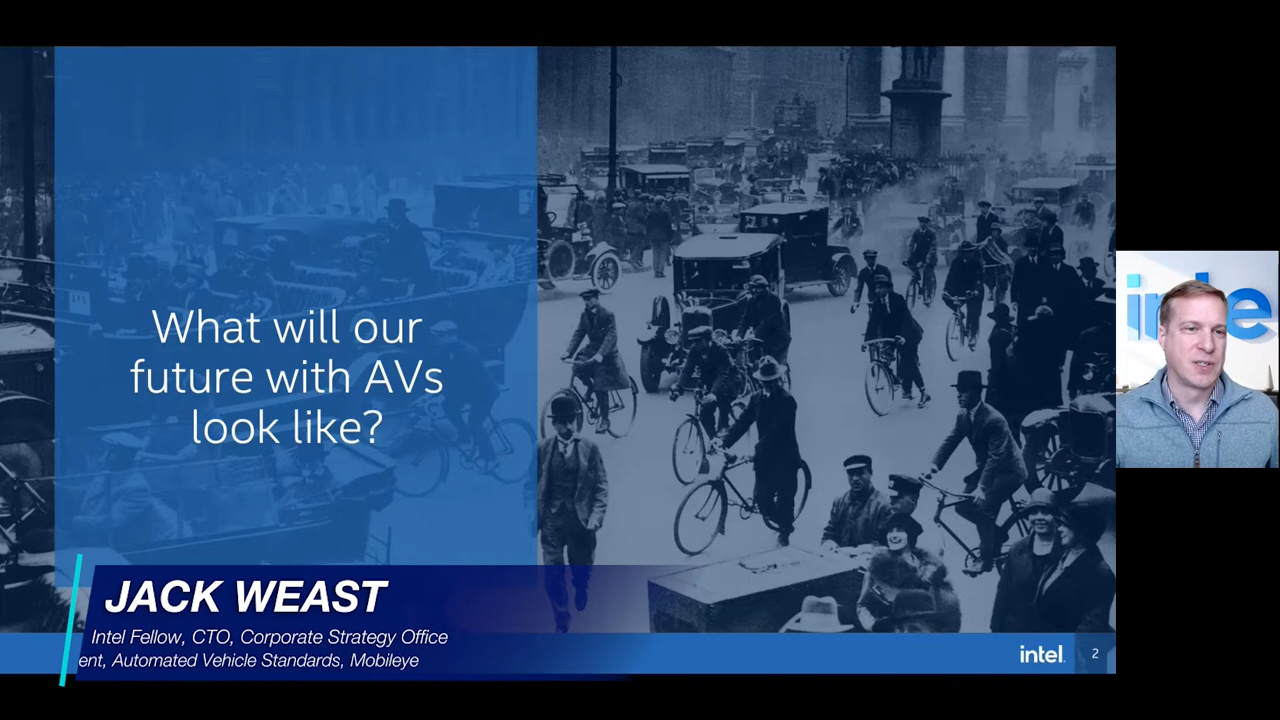 What will our
future with AVs
look like?
JACK WEAST
Intel Fellow, CTO, Corporate Strategy Office
Automated Vehicle Standards, Mobileye
intel.
2